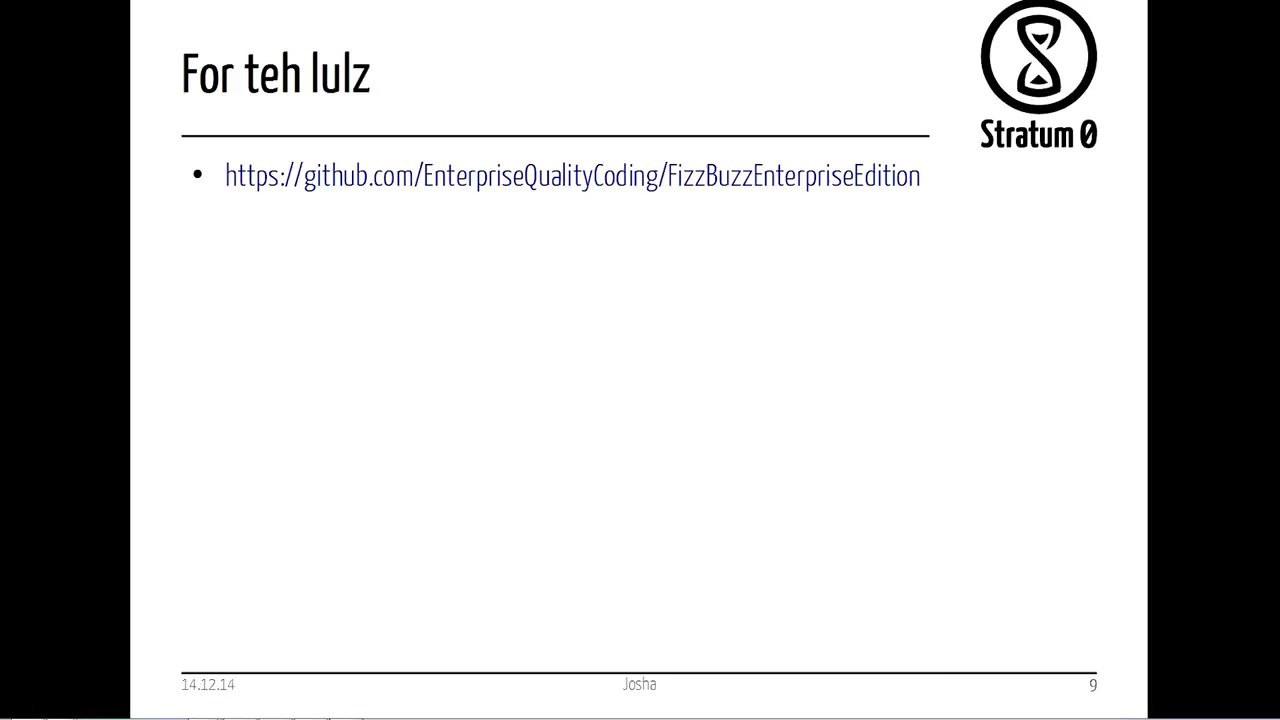 For teh lulz
Stratum 0
• https://github.com/EnterpriseQualityCoding/FizzBuzzEnterpriseEdition
14.12.14
Josha
9